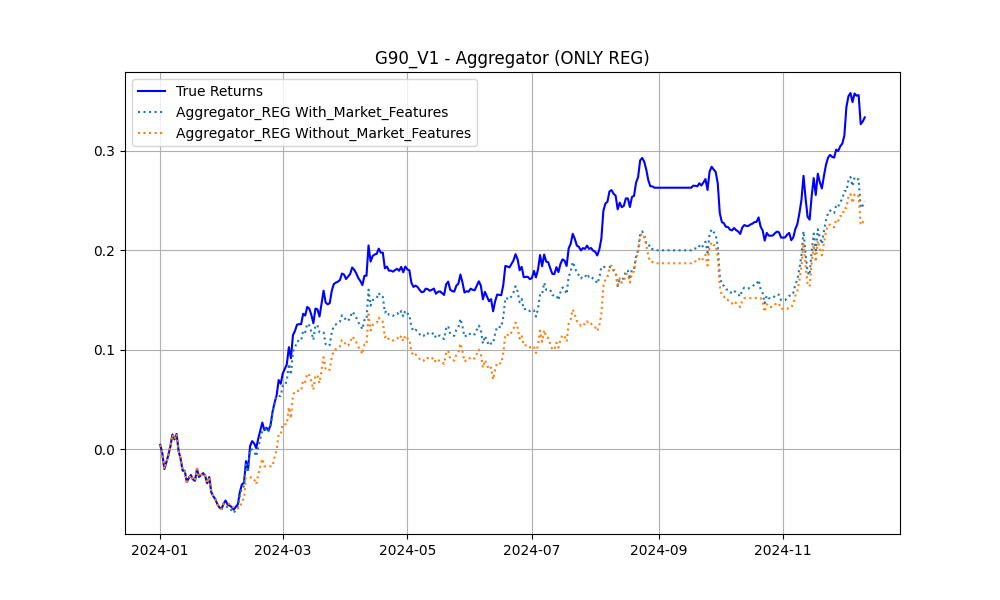 G90_V1 - Aggregator (ONLY REG)
True Returns
Aggregator_REG With_Market_Features
Aggregator_REG Without_Market_Features
0.3
0.2
0.1
0.0
2024-01
2024-03
2024-05
2024-07
2024-09
2024-11